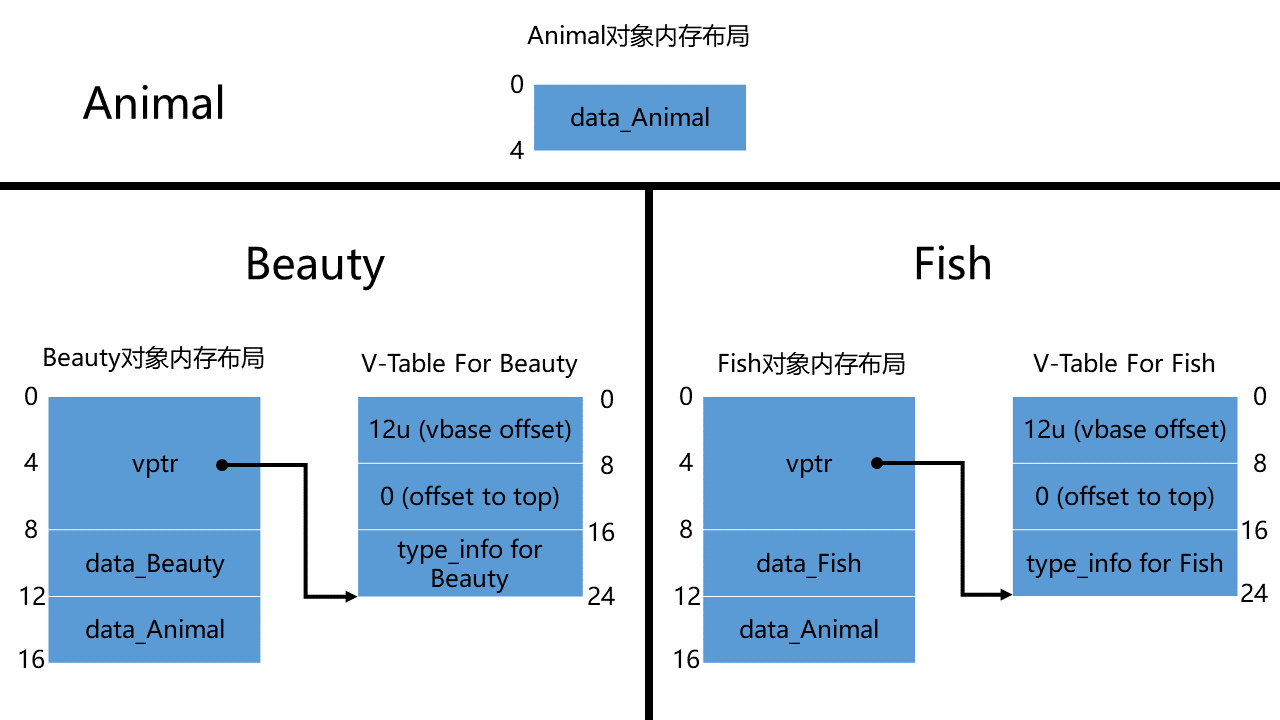 Animal对象内存布局
Animal
0
data_Animal
4
Beauty
Beauty对象内存布局
V-Table For Beauty
0
4
8
12
16
vptr
data_Beauty
data_Animal
12u (vbase offset)
0 (offset to top)
type_info for
Beauty
0
8
16
24
Fish
Fish对象内存布局
V-Table For Fish
0
4
8
12
16
vptr
data_Fish
data_Animal
12u (vbase offset)
0 (offset to top)
type_info for Fish
0
8
16
24